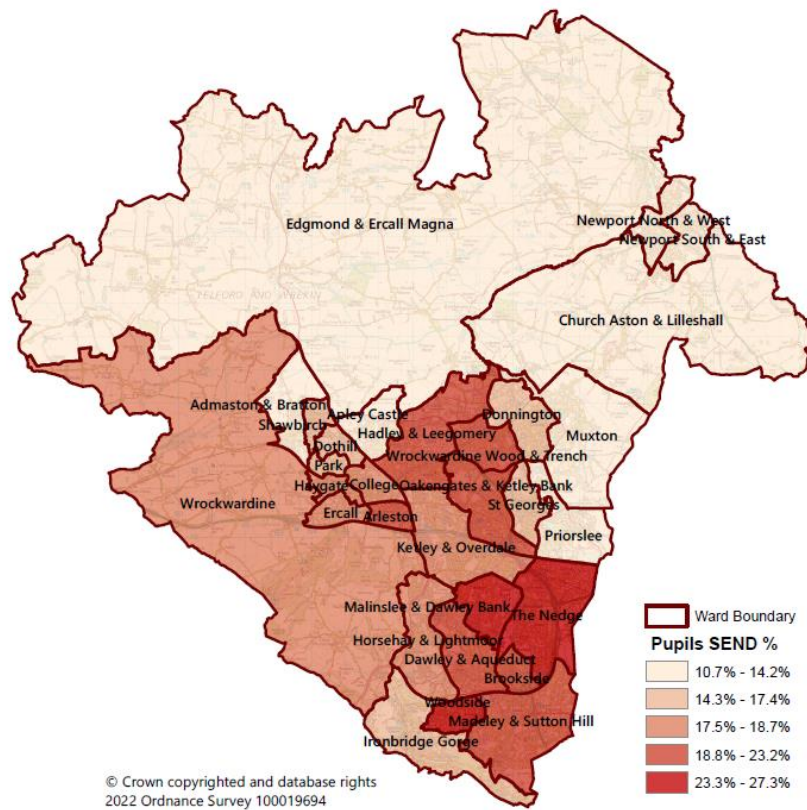 Edgmond & Ercall Magna
Newport North & West
Newport South & East
TELFORD AND WREKIN
Church Aston & Lilleshall
Admaston & Bratton
Apley Castle
Donnington
Shawbirch
Hadley & Leegomery
Muxton
Dothill
Wrockwardine Wood & Trench
Park
Haygate
College
Oakengates & Ketley Bank
Wrockwardine
St Georges
Ercall
Arleston
Priorslee
Ketley & Overdale
Malinslee & Dawley Bank
The Nedge
Horsehay & Lightmoor
Dawley & Aqueduct
Brookside
Woodside
Madeley & Sutton Hill
Ironbridge Gorge
Ward Boundary
Pupils SEND %
10.7% - 14.2%
14.3% - 17.4%
17.5% - 18.7%
18.8% - 23.2%
23.3% - 27.3%
© Crown copyrighted and database rights
2022 Ordnance Survey 100019694